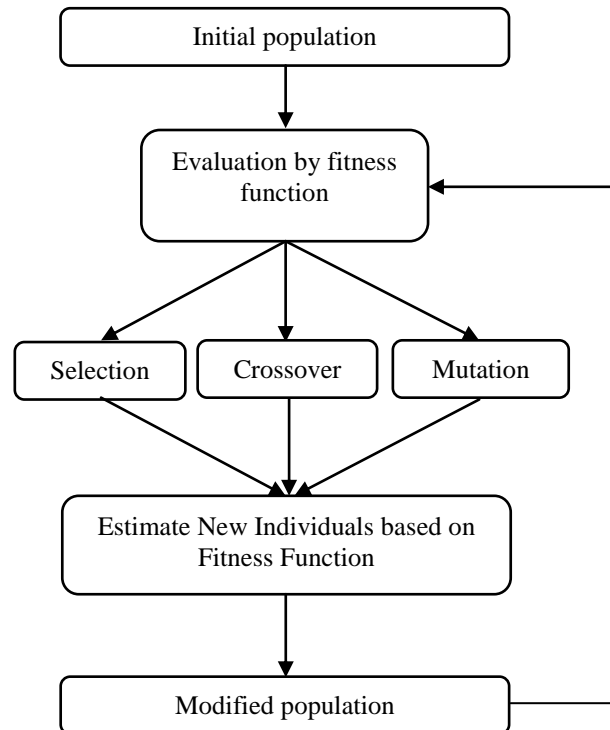 Initial population
Evaluation by fitness
function
Selection
Crossover
Mutation
Estimate New Individuals based on
Fitness Function
Modified population